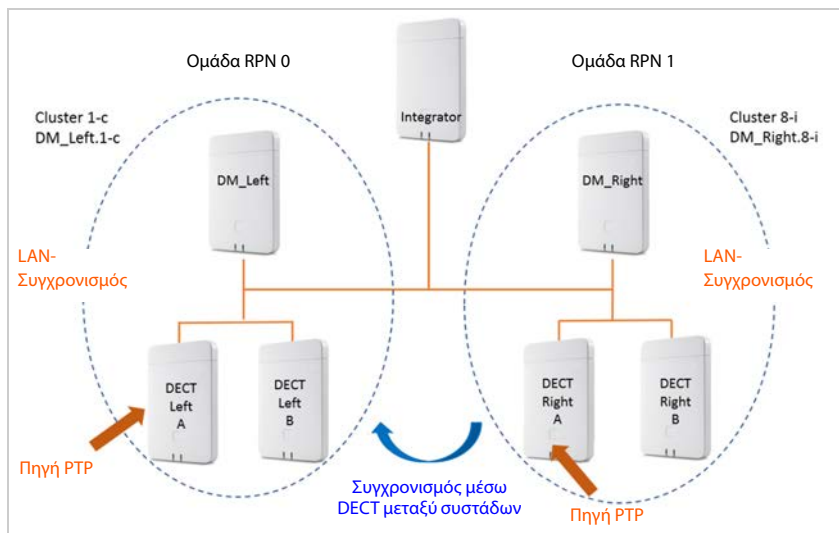 Ομάδα RPN 0
Ομάδα RPN 1
Integrator
Cluster 1-c
DM_Left.1-c
Cluster 8-i
DM_Right.8-i
DM_Left
DM_Right
LAN-
Συγχρονισμός
LAN-
Συγχρονισμός
DECT
Left
A
DECT
Left
B
DECT
Right
A
DECT
Right
B
Πηγή PTP
Συγχρονισμός μέσω
DECT μεταξύ συστάδων
Πηγή PTP